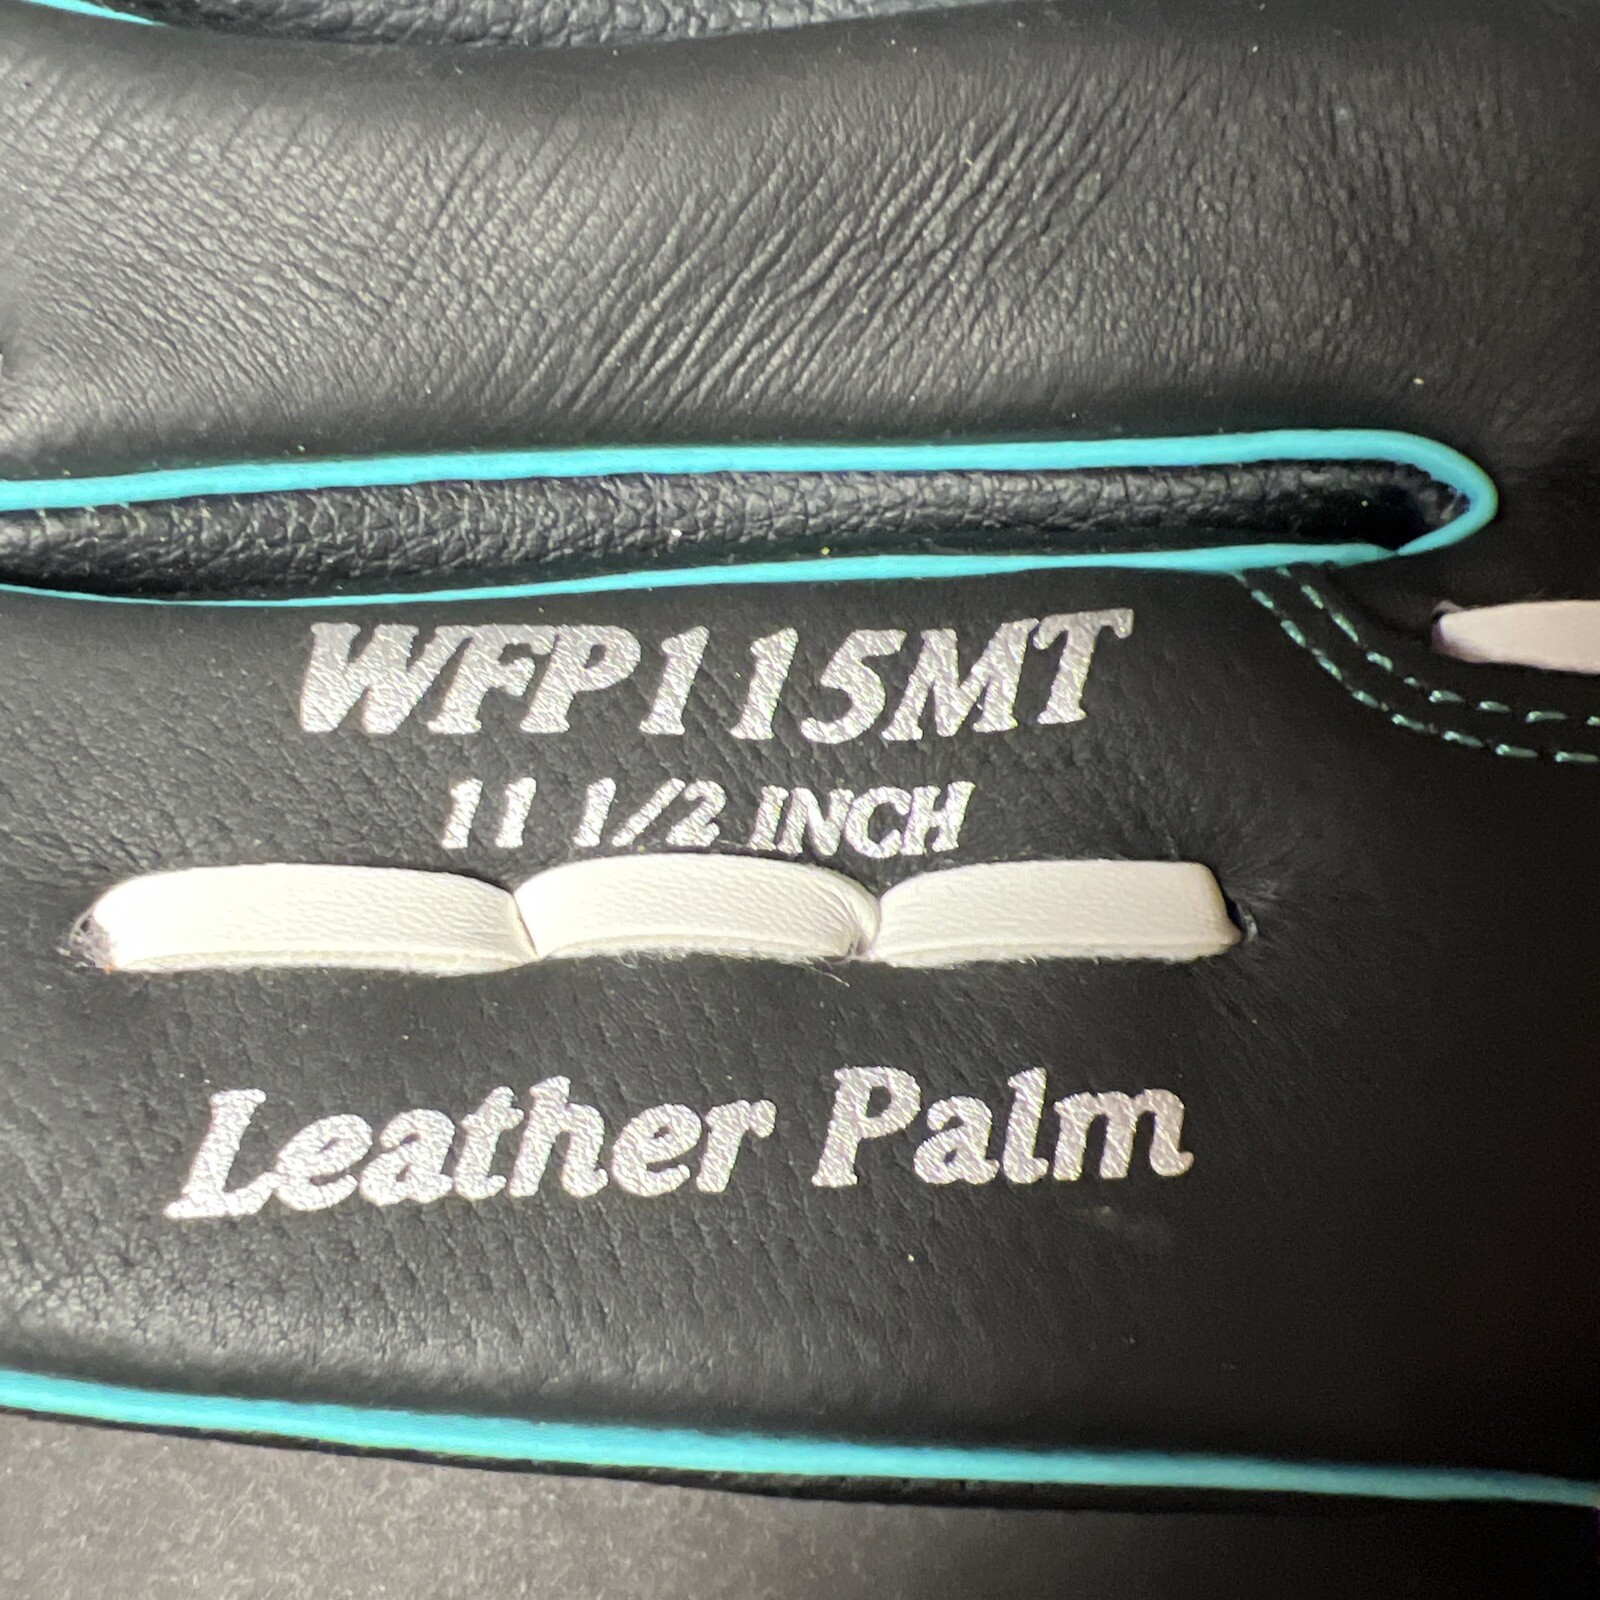 WFP115MT
11 1/2 INCH
Leather Palm